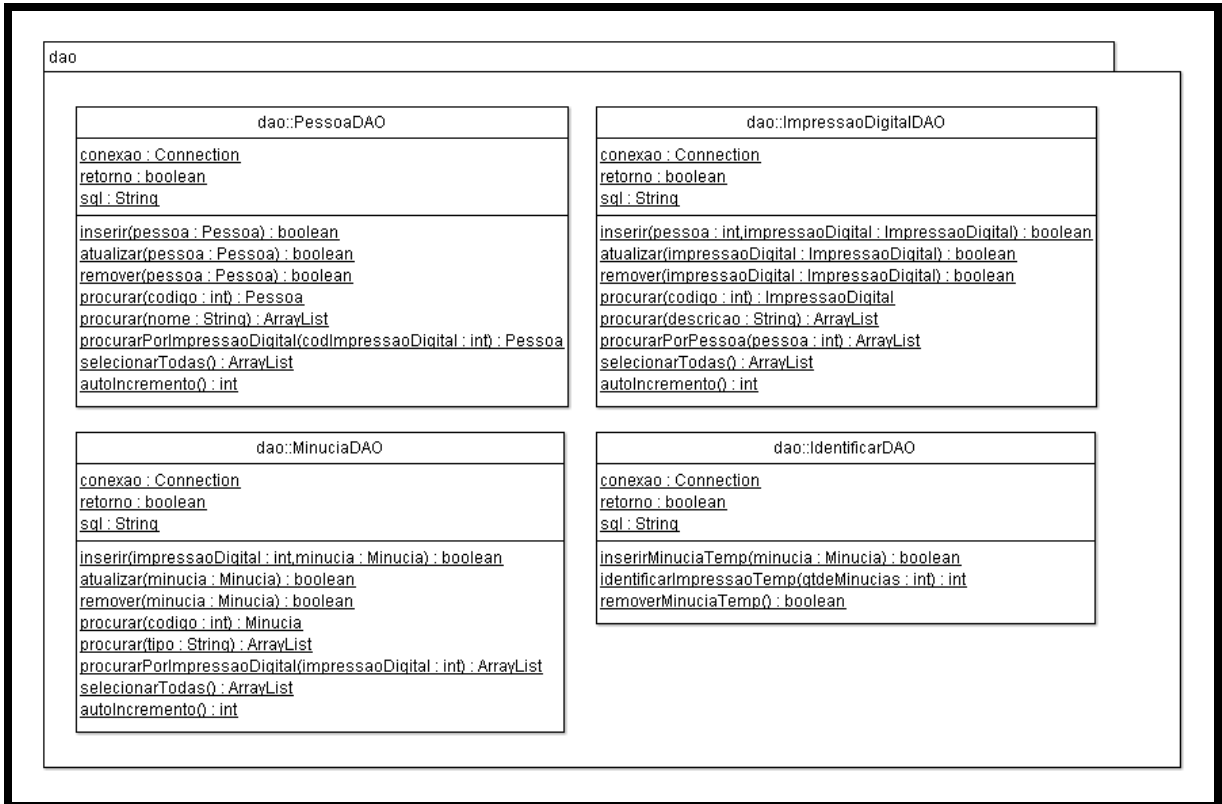 dao
dao::PessoaDAO
conexao : Connection
retorno : boolean
sql : String
inserir(pessoa : Pessoa) : boolean
atualizar(pessoa : Pessoa) : boolean
remover(pessoa : Pessoa) : boolean
procurar(codigo : int) : Pessoa
procurar(nome : String) : ArrayList
procurarPorImpressaoDigital(codImpressaoDigital : int) : Pessoa
selecionarTodas() : ArrayList
autoIncremento() : int
dao::ImpressaoDigitalDAO
conexao : Connection
retorno : boolean
sql : String
inserir(pessoa : int,impressaoDigital : ImpressaoDigital) : boolean
atualizar(impressaoDigital : ImpressaoDigital) : boolean
remover(impressaoDigital : ImpressaoDigital) : boolean
procurar(codigo : int) : ImpressaoDigital
procurar(descricao : String) : ArrayList
procurarPorPessoa(pessoa : int) : ArrayList
selecionarTodas() : ArrayList
autoIncremento() : int
dao::MinuciaDAO
conexao : Connection
retorno : boolean
sql : String
inserir(impressaoDigital : int,minucia : Minucia) : boolean
atualizar(minucia : Minucia) : boolean
remover(minucia : Minucia) : boolean
procurar(codigo : int) : Minucia
procurar(tipo : String) : ArrayList
procurarPorImpressaoDigital(impressaoDigital : int) : ArrayList
selecionarTodas() : ArrayList
autoIncremento() : int
dao::IdentificarDAO
conexao : Connection
retorno : boolean
sql : String
inserirMinuciaTemp(minucia : Minucia) : boolean
identificarImpressaoTemp(qtdeMinucias : int) : int
removerMinuciaTemp() : boolean